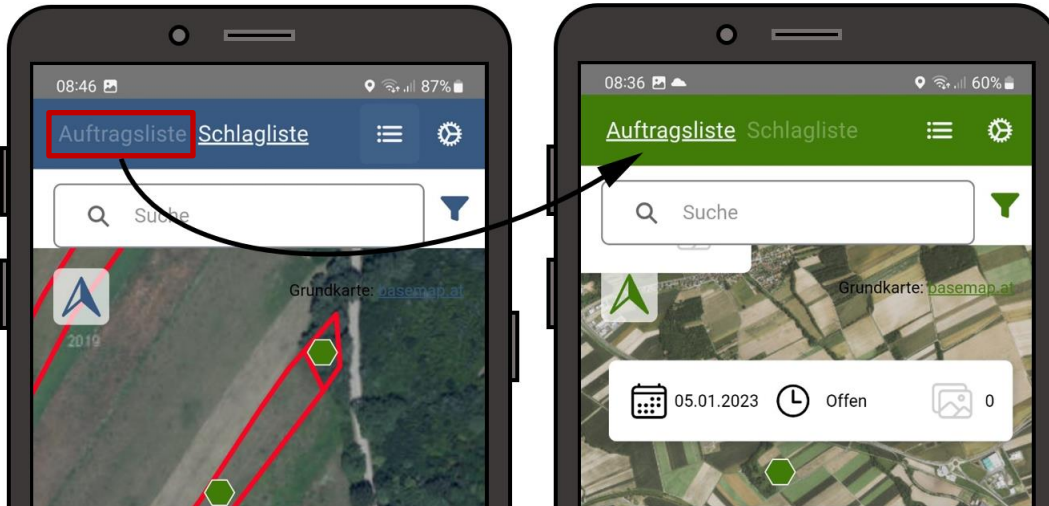 08:46
87%
Auftragsliste Schlagliste
Suche
Grundkarte: basemap.at
2019
08:36
60%
Auftragsliste Schlagliste
Suche
Grundkarte: basemap.at
05.01.2023 Offen 0